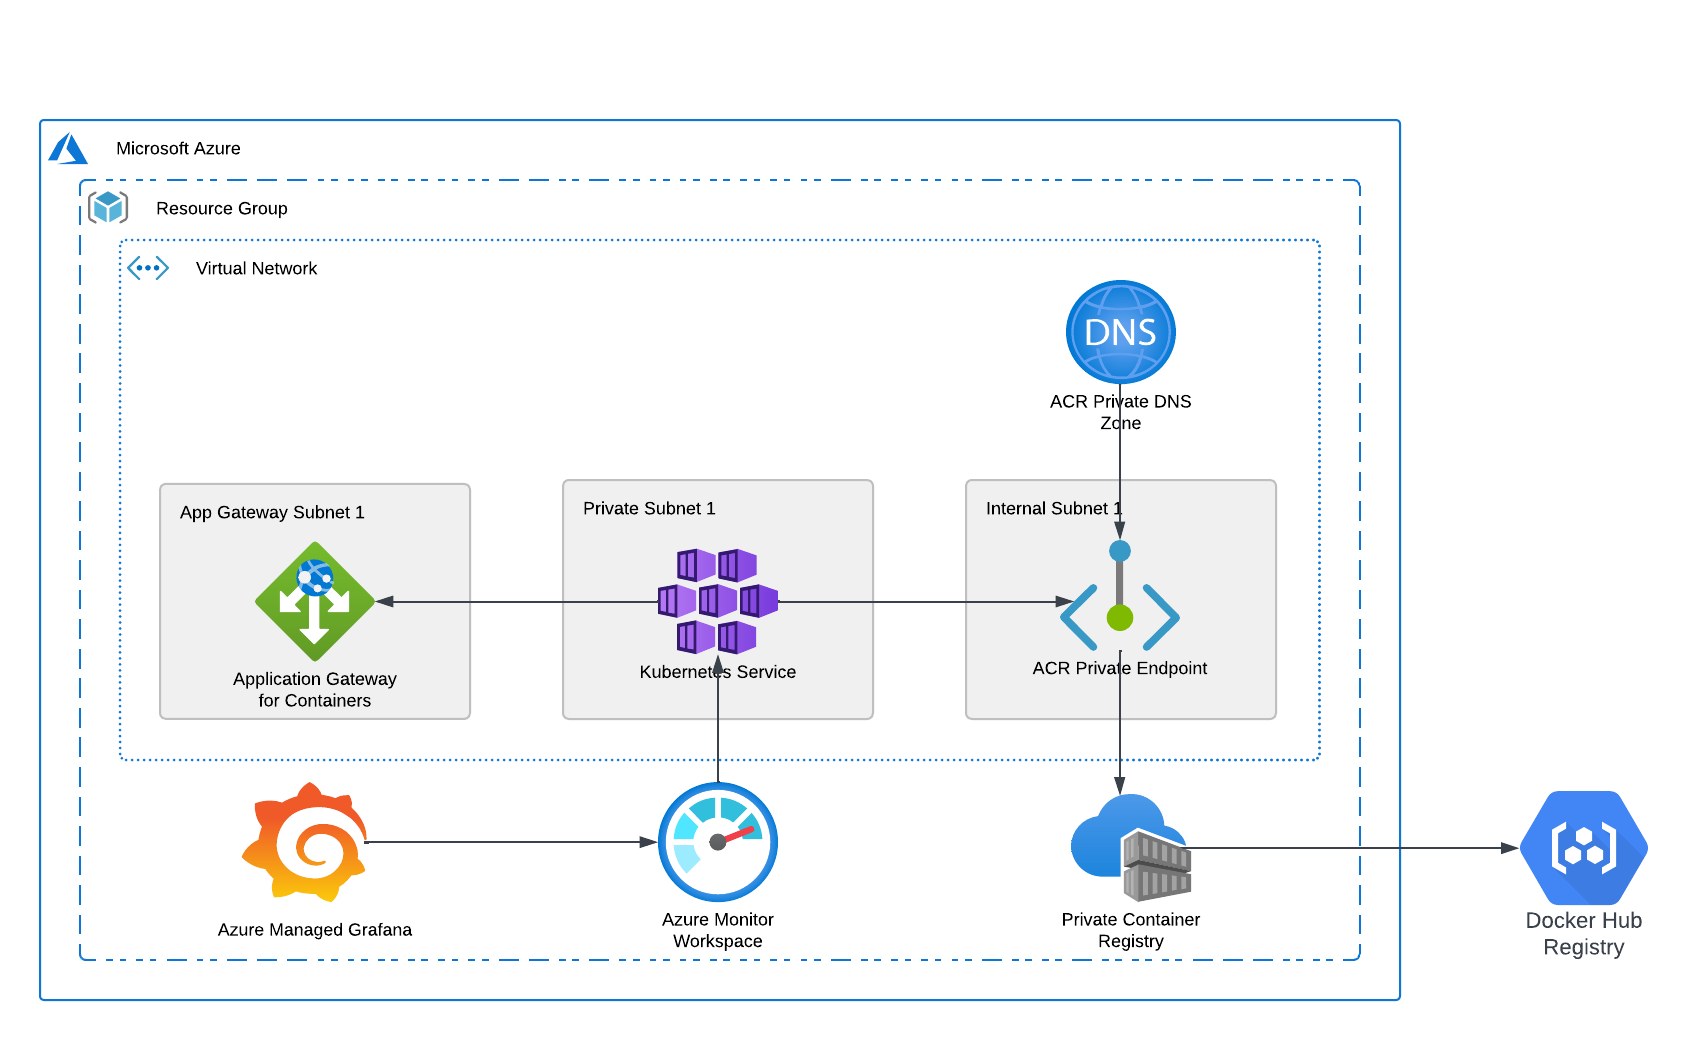 Microsoft Azure
Resource Group
Virtual Network
DNS
ACR Private DNS
Zone
App Gateway Subnet 1
Private Subnet 1
Internal Subnet 1
Application Gateway
for Containers
Kubernetes Service
ACR Private Endpoint
Azure Managed Grafana
Azure Monitor
Workspace
Private Container
Registry
Docker Hub
Registry